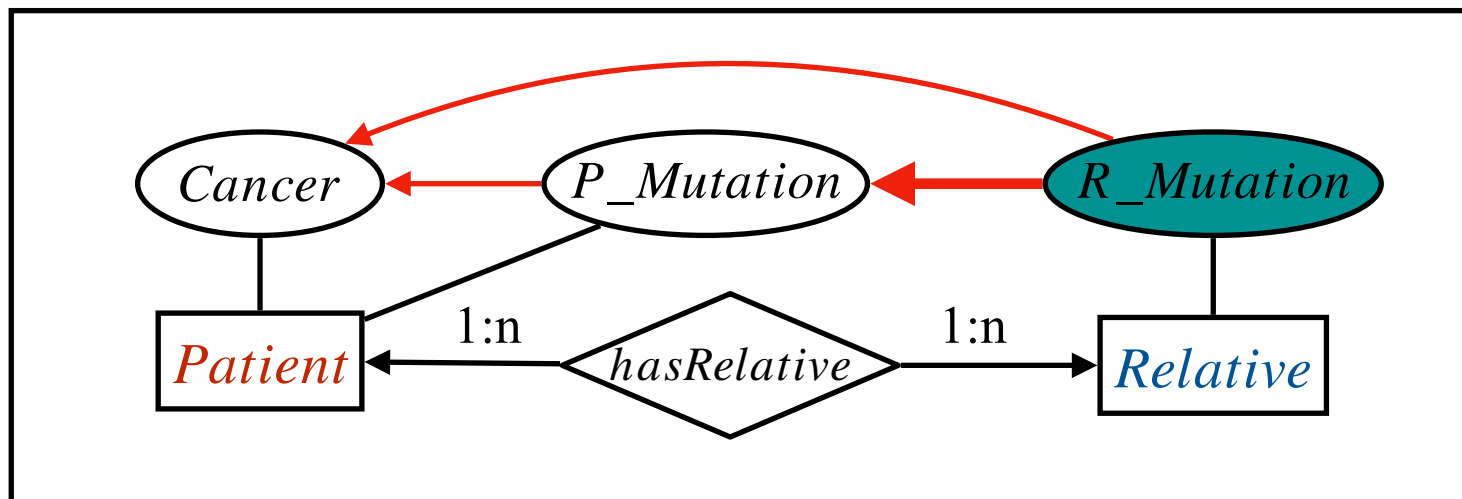 Cancer
P_Mutation
R_Mutation
1:n
1:n
Patient
hasRelative
Relative